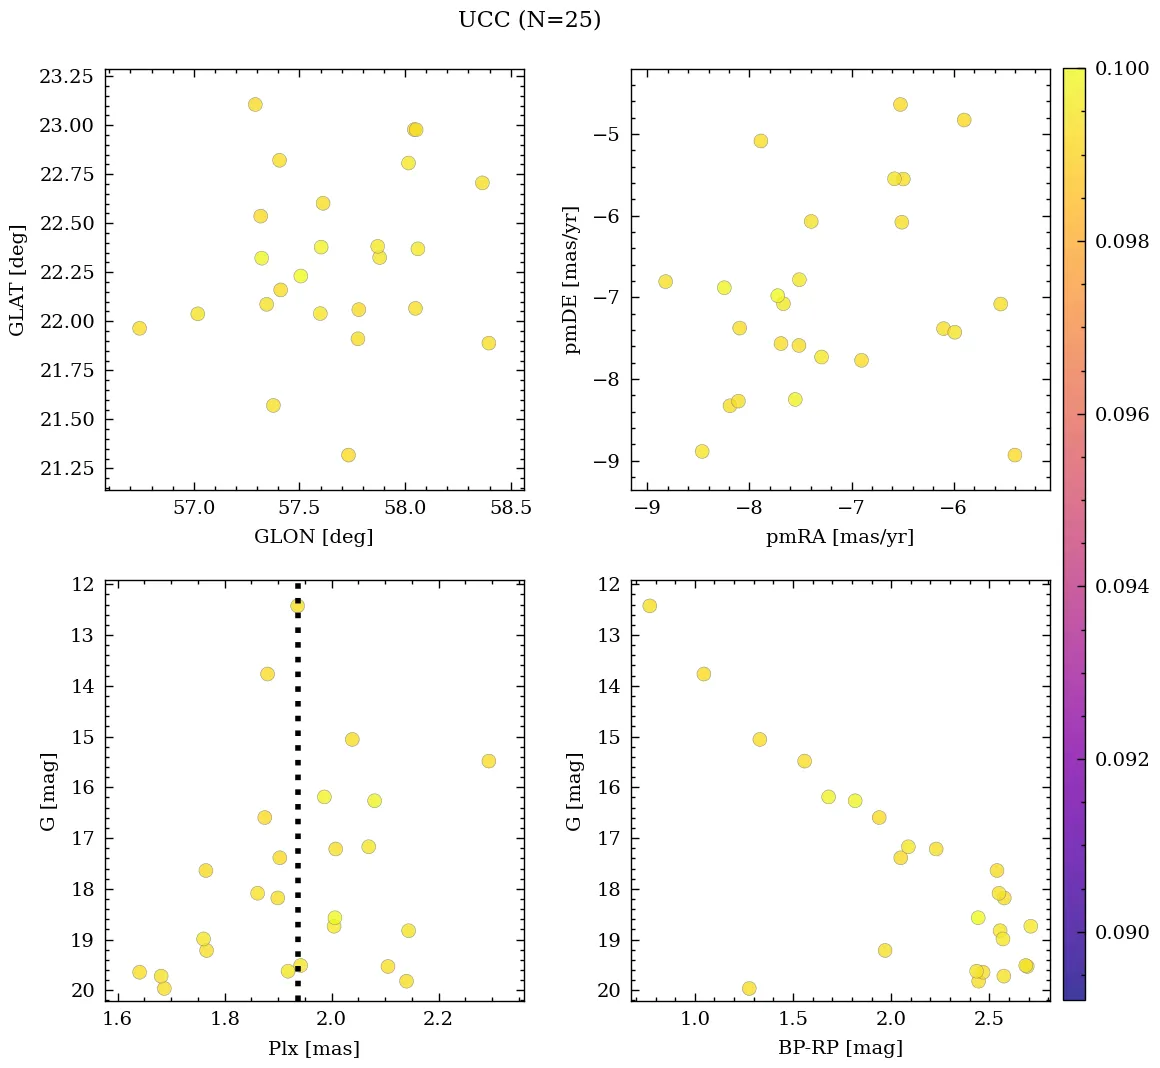 UCC (N=25)
23.25
23.00
22.75
22.50
22.25
22.00
21.75
21.50
21.25
GLAT [deg]
57.0 57.5 58.0 58.5
GLON [deg]
−5
−6
−7
−8
−9
pmDE [mas/yr]
−9 −8 −7 −6
pmRA [mas/yr]
0.100
0.098
0.096
0.094
0.092
0.090
12
13
14
15
16
17
18
19
20
G [mag]
1.6 1.8 2.0 2.2
Plx [mas]
12
13
14
15
16
17
18
19
20
G [mag]
1.0 1.5 2.0 2.5
BP-RP [mag]